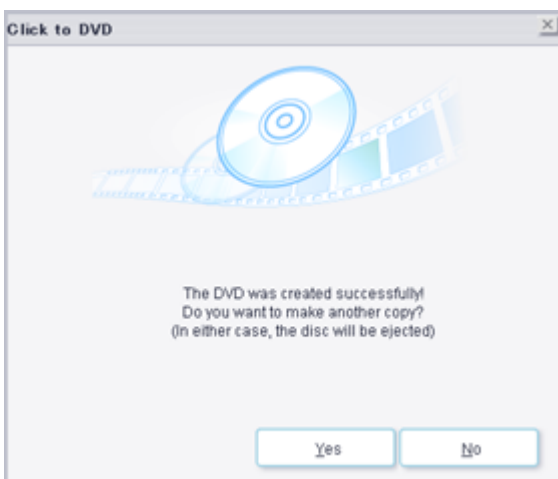 Click to DVD
The DVD was created successfully!
Do you want to make another copy?
(In either case, the disc will be ejected)
Yes
No